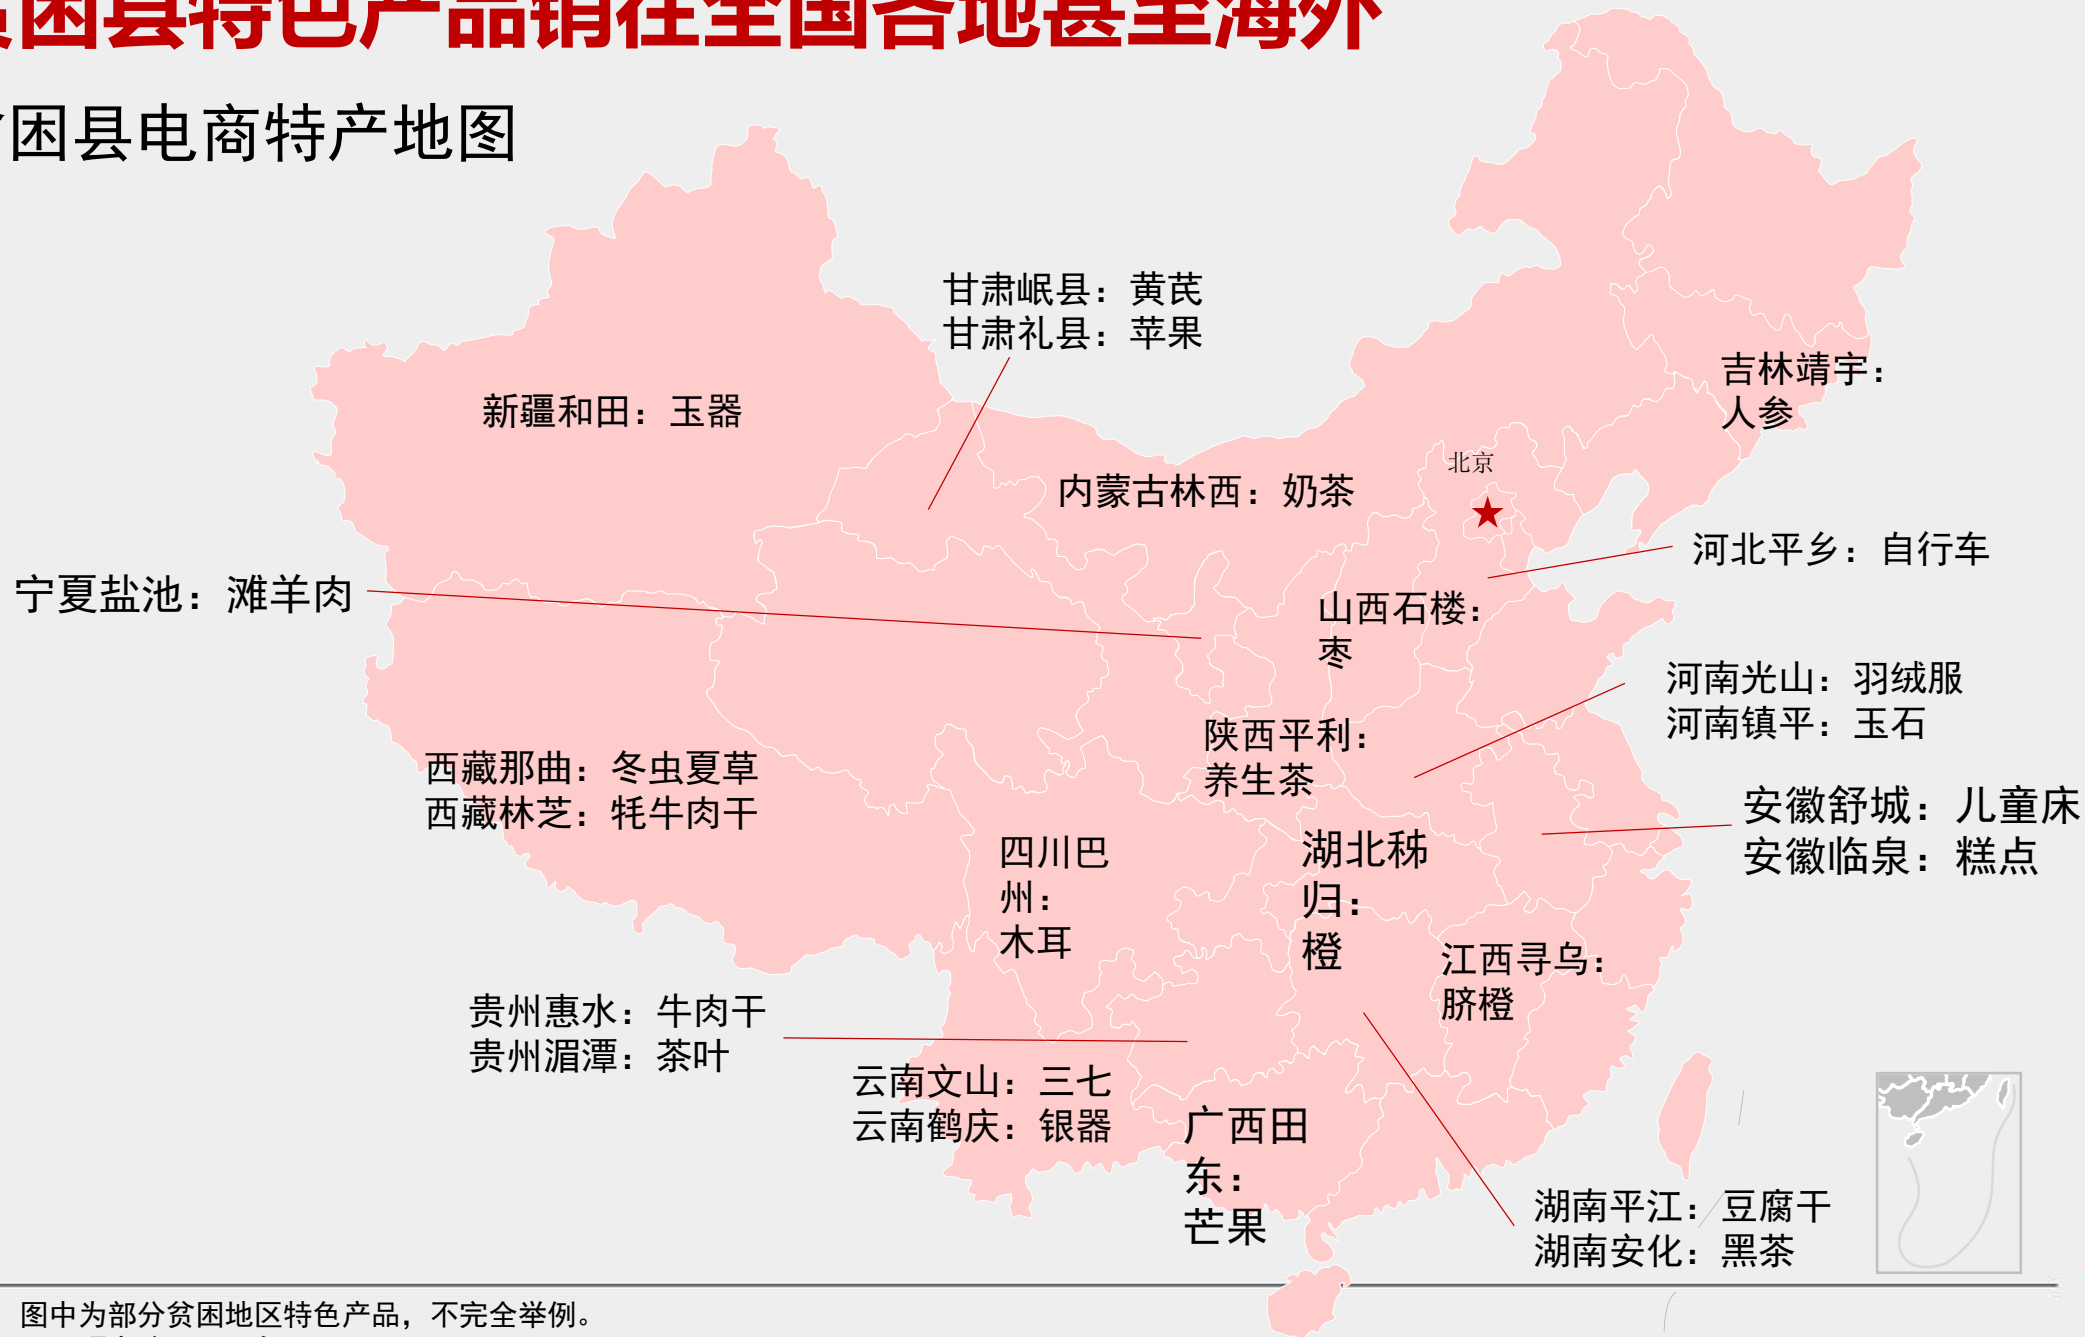 困县特色产品销往全国各地甚至海外
困县电商特产地图
甘肃岷县：黄芪
甘肃礼县：苹果
吉林靖宇：
人参
新疆和田：玉器
北京
内蒙古林西：奶茶
河北平乡：自行车
宁夏盐池：滩羊肉
山西石楼：
枣
河南光山：羽绒服
河南镇平：玉石
陕西平利：
养生茶
西藏那曲：冬虫夏草
西藏林芝：牦牛肉干
安徽舒城：儿童床
安徽临泉：糕点
四川巴
州：
木耳
湖北秭
归：
橙
江西寻乌：
脐橙
贵州惠水：牛肉干
贵州湄潭：茶叶
云南文山：三七
云南鹤庆：银器
广西田
东：
芒果
湖南平江：豆腐干
湖南安化：黑茶
图中为部分贫困地区特色产品，不完全举例。